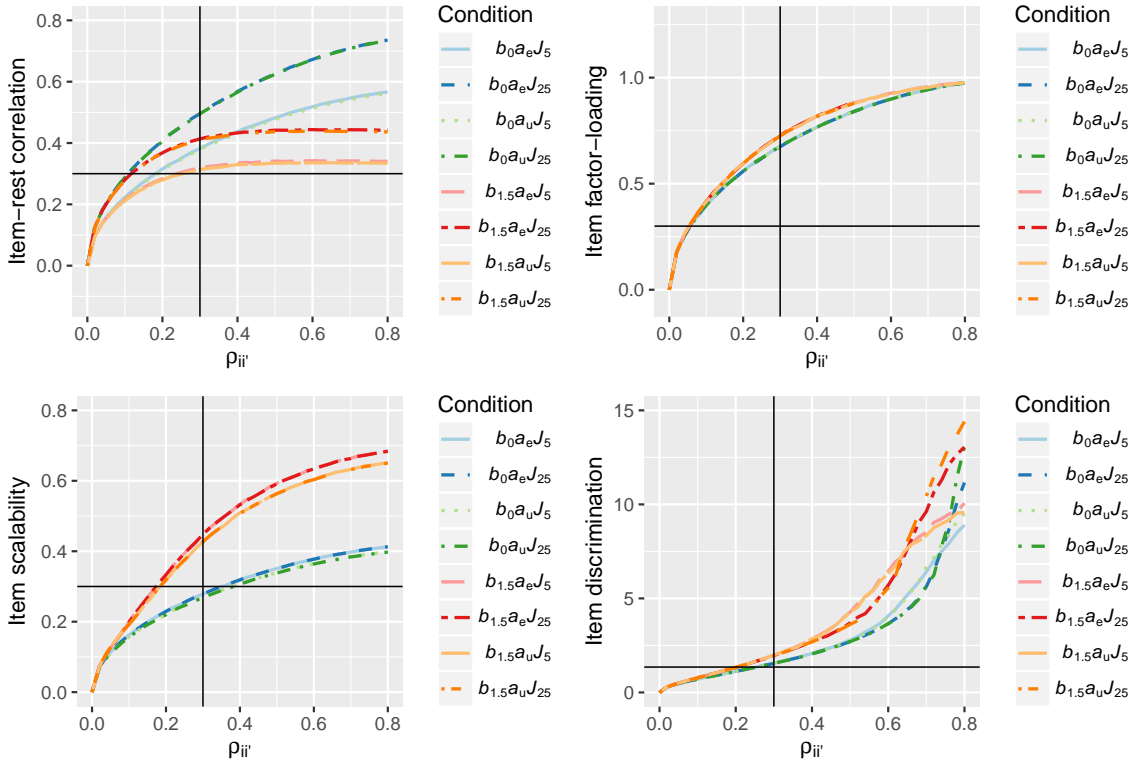 Condition
0.8
0.6
0.4
0.2
0.0
Item−rest correlation
0.0 0.2 0.4 0.6 0.8
ρii'
b0aeJ5
b0aeJ25
b0auJ5
b0auJ25
b1.5aeJ5
b1.5aeJ25
b1.5auJ5
b1.5auJ25
Condition
1.0
0.5
0.0
Item factor−loading
0.0 0.2 0.4 0.6 0.8
ρii'
b0aeJ5
b0aeJ25
b0auJ5
b0auJ25
b1.5aeJ5
b1.5aeJ25
b1.5auJ5
b1.5auJ25
Condition
0.8
0.6
0.4
0.2
0.0
Item scalability
0.0 0.2 0.4 0.6 0.8
ρii'
b0aeJ5
b0aeJ25
b0auJ5
b0auJ25
b1.5aeJ5
b1.5aeJ25
b1.5auJ5
b1.5auJ25
Condition
15
10
5
0
Item discrimination
0.0 0.2 0.4 0.6 0.8
ρii'
b0aeJ5
b0aeJ25
b0auJ5
b0auJ25
b1.5aeJ5
b1.5aeJ25
b1.5auJ5
b1.5auJ25